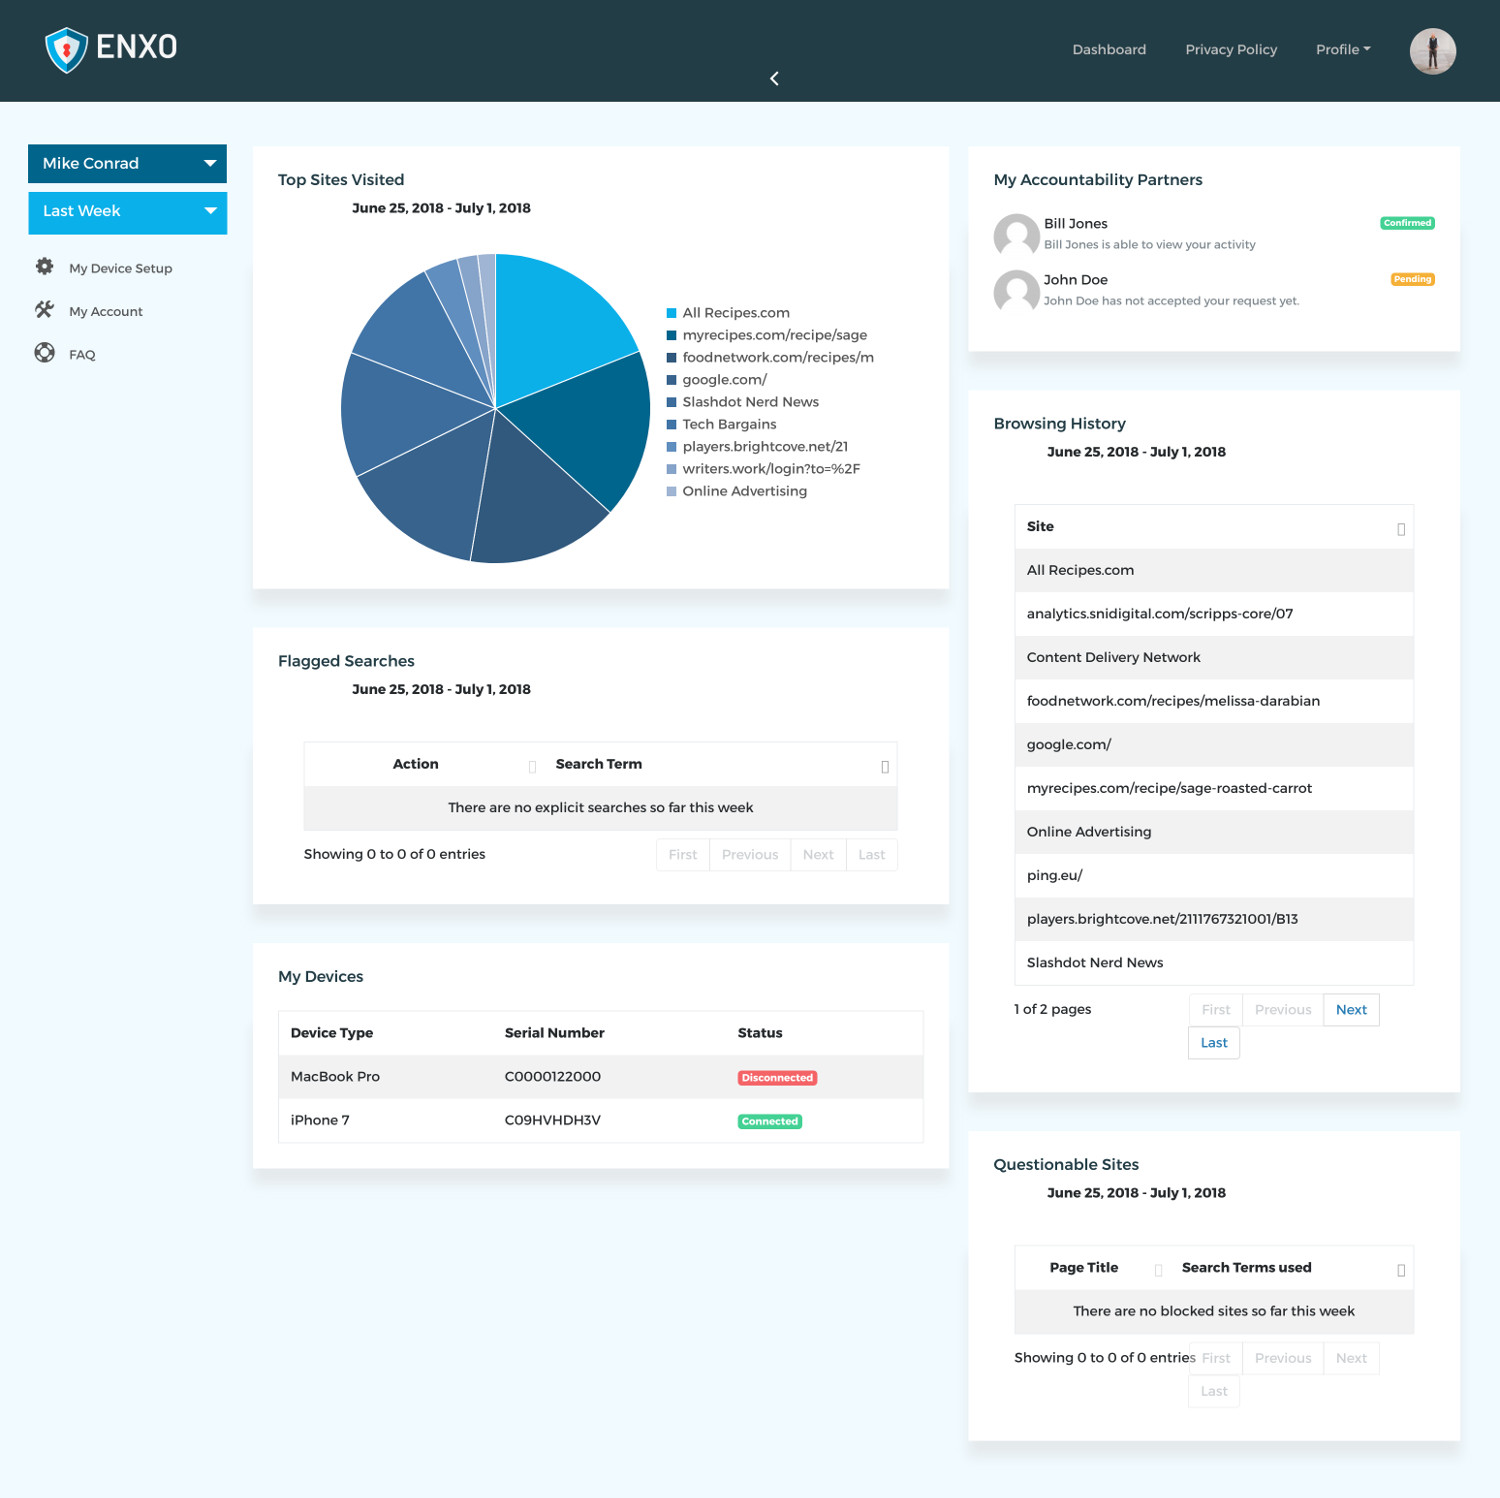 ENXO
Dashboard
Privacy Policy
Profile
Mike Conrad
Last Week
My Device Setup
My Account
FAQ
Top Sites Visited
June 25, 2018 - July 1, 2018
All Recipes.com
myrecipes.com/recipe/sage
foodnetwork.com/recipes/m
google.com/
Slashdot Nerd News
Tech Bargains
players.brightcove.net/21
writers.work/login?to=%2F
Online Advertising
Flagged Searches
June 25, 2018 - July 1, 2018
Action Search Term
There are no explicit searches so far this week
Showing 0 to 0 of 0 entries First Previous Next Last
My Devices
Device Type Serial Number Status
MacBook Pro C0000122000 Disconnected
iPhone 7 C09HVHDH3V Connected
My Accountability Partners
Bill Jones Confirmed
Bill Jones is able to view your activity
John Doe Pending
John Doe has not accepted your request yet.
Browsing History
June 25, 2018 - July 1, 2018
Site
All Recipes.com
analytics.snidigital.com/scripps-core/07
Content Delivery Network
foodnetwork.com/recipes/melissa-darabian
google.com/
myrecipes.com/recipe/sage-roasted-carrot
Online Advertising
ping.eu/
players.brightcove.net/2111767321001/B13
Slashdot Nerd News
1 of 2 pages First Previous Next
Last
Questionable Sites
June 25, 2018 - July 1, 2018
Page Title Search Terms used
There are no blocked sites so far this week
Showing 0 to 0 of 0 entries First Previous Next
Last